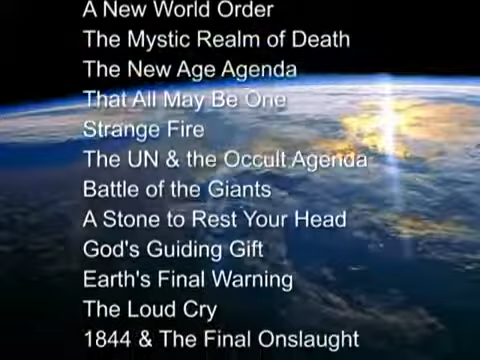 A New World Order
The Mystic Realm of Death
The New Age Agenda
That All May Be One
Strange Fire
The UN & the Occult Agenda
Battle of the Giants
A Stone to Rest Your Head
God's Guiding Gift
Earth's Final Warning
The Loud Cry
1844 & The Final Onslaught